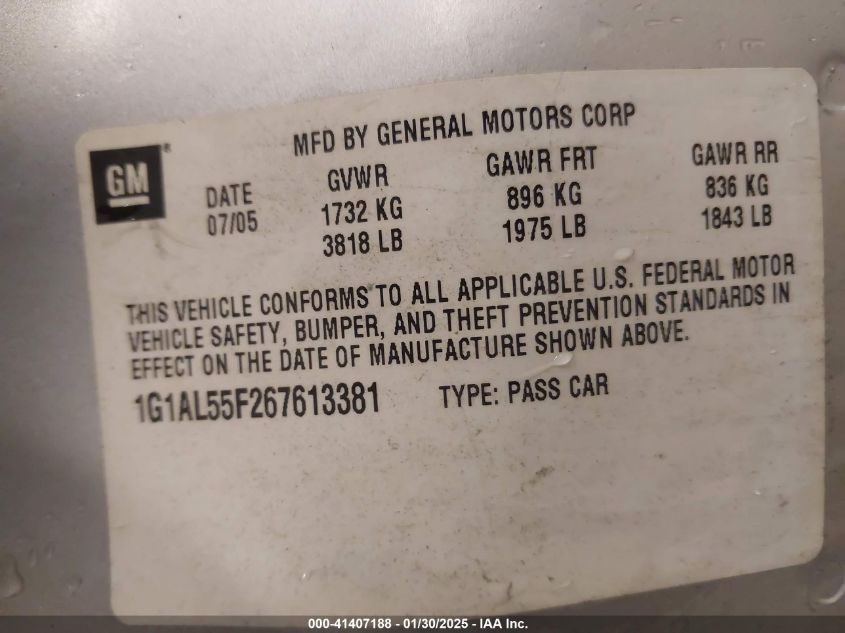 MFD BY GENERAL MOTORS CORP
GM ®
DATE GVWR GAWR FRT GAWR RR
07/05 1732 KG 896 KG 836 KG
3818 LB 1975 LB 1843 LB
THIS VEHICLE CONFORMS TO ALL APPLICABLE U.S. FEDERAL MOTOR
VEHICLE SAFETY, BUMPER, AND THEFT PREVENTION STANDARDS IN
EFFECT ON THE DATE OF MANUFACTURE SHOWN ABOVE.
1G1AL55F267613381 TYPE: PASS CAR
000-41407188 - 01/30/2025 - IAA Inc.